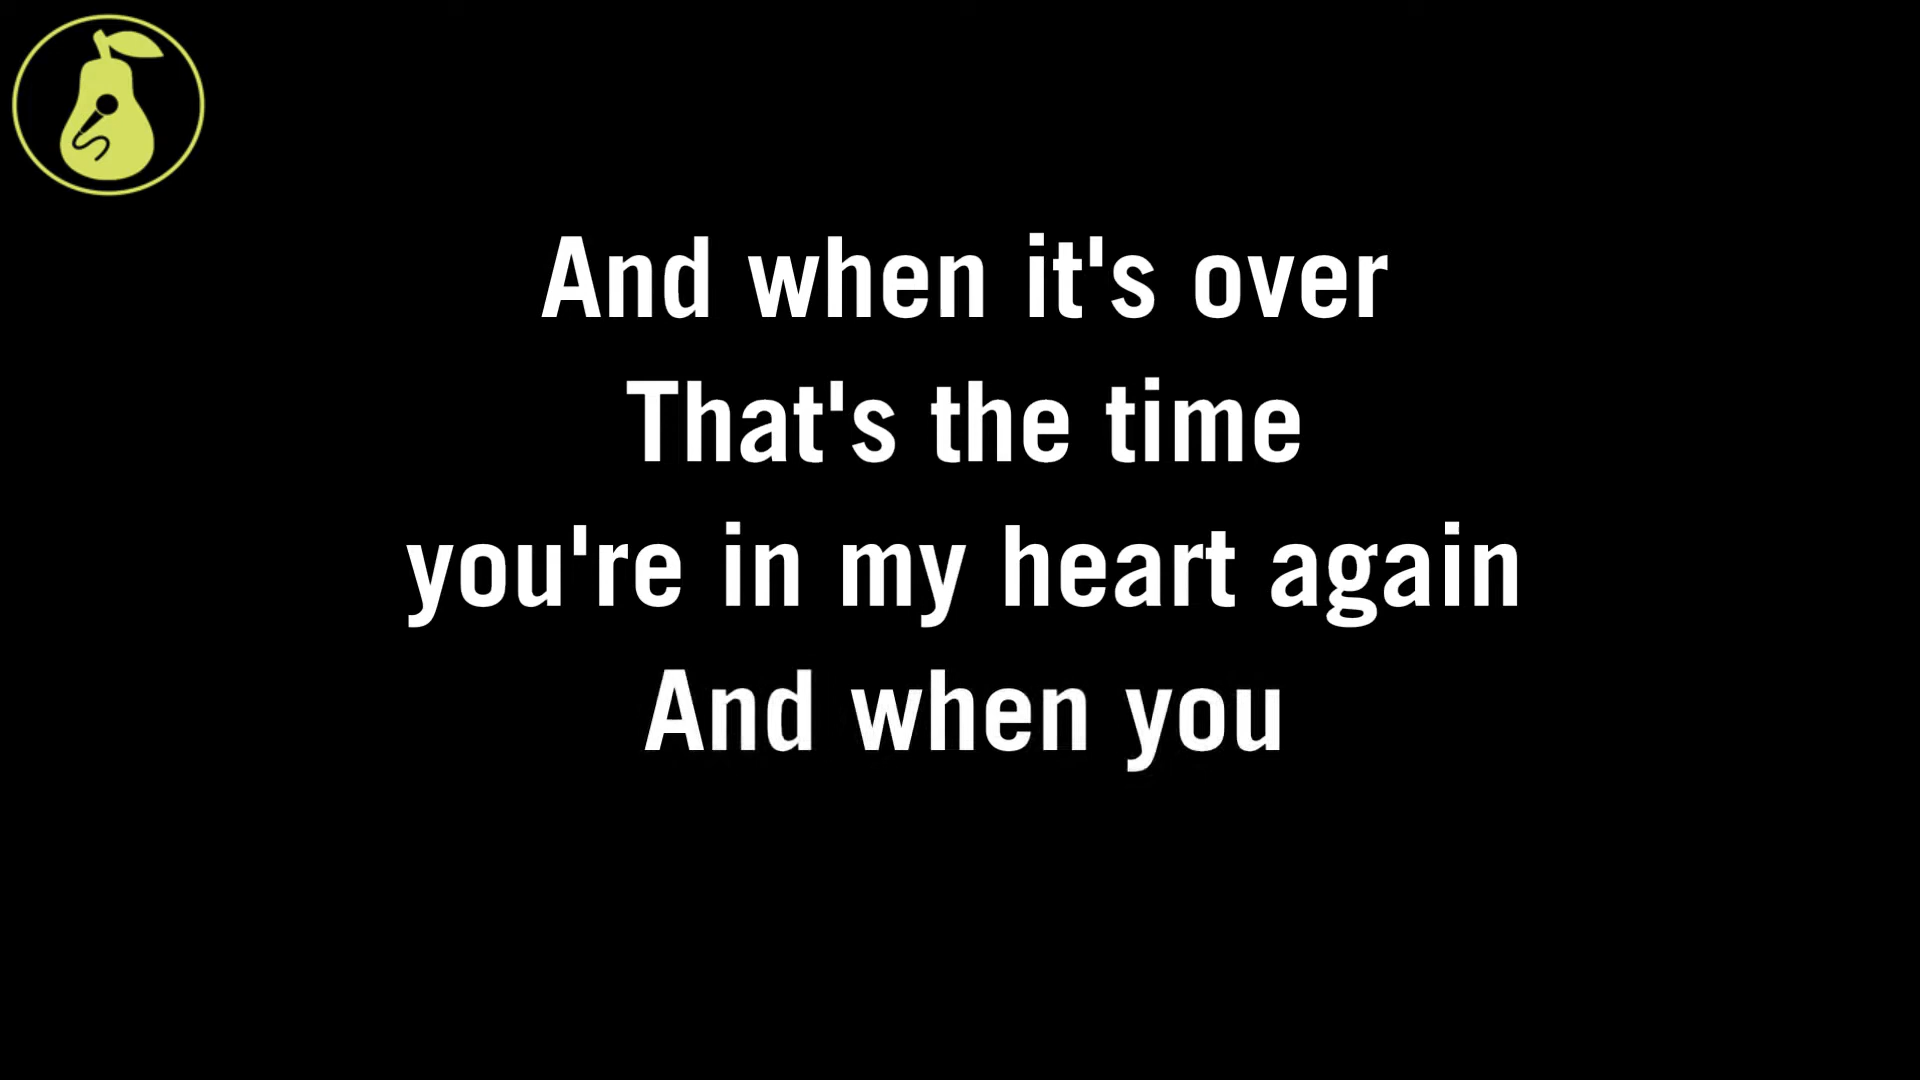 And when it's over
That's the time
you're in my heart again
And when you